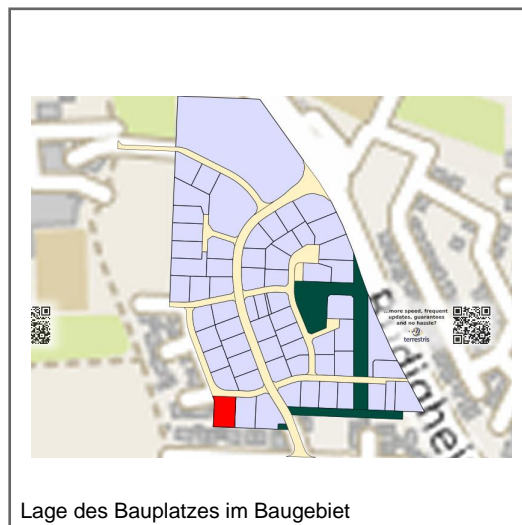 ...more speed, frequent
updates, guarantees
and no hassle?
terrestris
Lage des Bauplatzes im Baugebiet